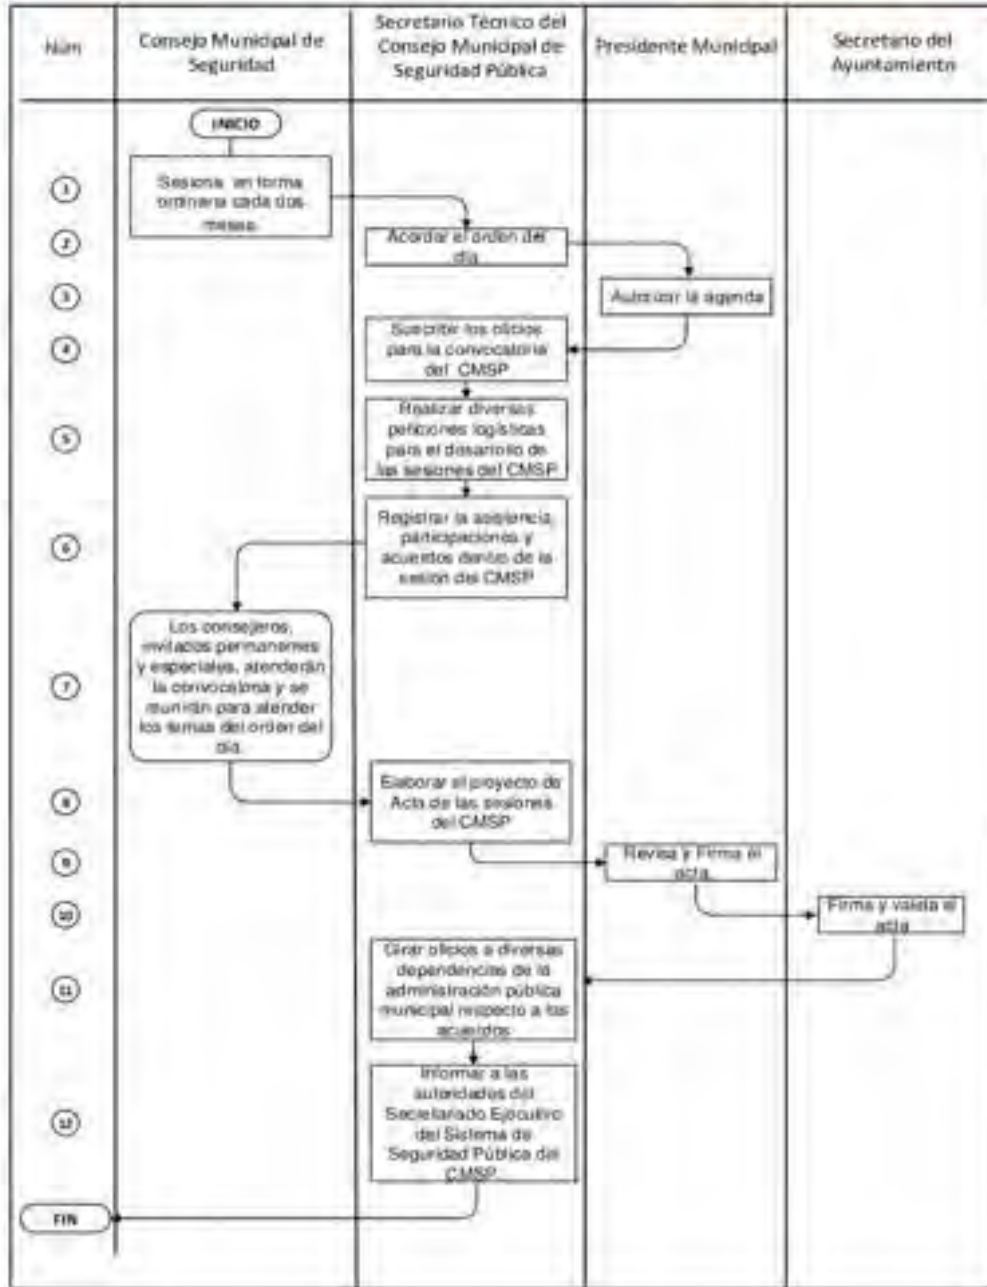 Núm
Consejo Municipal de
Seguridad
Secretario Técnico del
Consejo Municipal de
Seguridad Pública
Presidente Municipal
Secretario del
Ayuntamiento
INICIO
1
Sesiona en forma
ordinaria cada dos
meses.
2
Acordar el orden del
día
3
Autorizar la agenda
4
Suscribir los oficios
para la convocatoria
del CMSP
5
Realizar diversas
peticiones logísticas
para el desarrollo de
las sesiones del CMSP
6
Registrar la asistencia,
participaciones y
acuerdos dentro de la
sesión del CMSP
7
Los consejeros,
invitados permanentes
y especiales, atenderán
la convocatoria y se
reunirán para atender
los temas del orden del
día.
8
Elaborar el proyecto de
Acta de las sesiones
del CMSP
9
Revisa y Firma el
acta.
10
Firma y valida el
acta
11
Girar oficios a diversas
dependencias de la
administración pública
municipal respecto a los
acuerdos
12
Informar a las
autoridades del
Secretariado Ejecutivo
del Sistema de
Seguridad Pública del
CMSP.
FIN